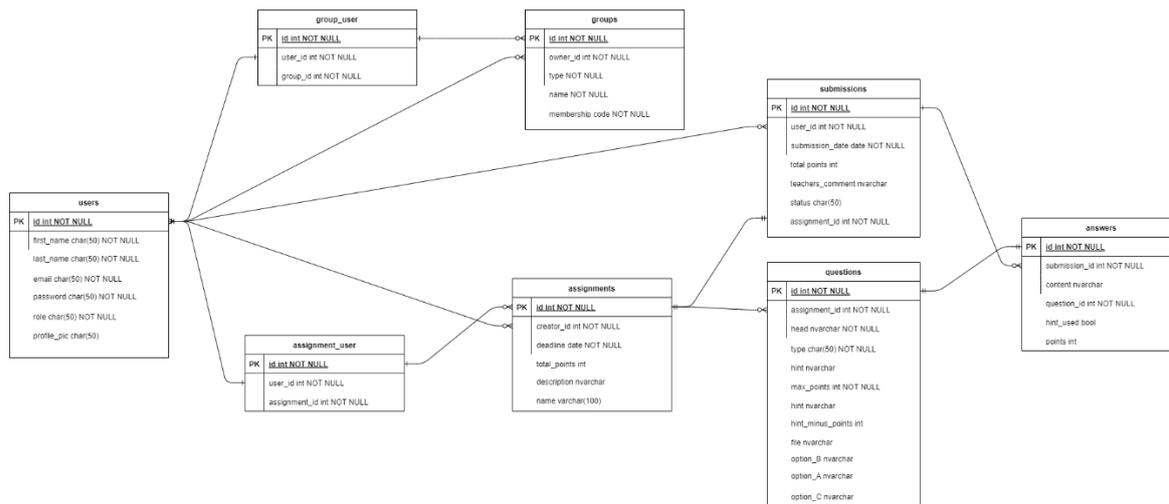 group_user
PK id int NOT NULL
user_id int NOT NULL
group_id int NOT NULL
groups
PK id int NOT NULL
owner_id int NOT NULL
type NOT NULL
name NOT NULL
membership code NOT NULL
submissions
PK id int NOT NULL
user_id int NOT NULL
submission_date date NOT NULL
total points int
teachers_comment nvarchar
status char(50)
assignment_id int NOT NULL
users
PK id int NOT NULL
first_name char(50) NOT NULL
last_name char(50) NOT NULL
email char(50) NOT NULL
password char(50) NOT NULL
role char(50) NOT NULL
profile_pic char(50)
answers
PK id int NOT NULL
submission_id int NOT NULL
content nvarchar
question_id int NOT NULL
hint_used bool
points int
assignments
PK id int NOT NULL
creator_id int NOT NULL
deadline date NOT NULL
total_points int
description nvarchar
name varchar(100)
questions
PK id int NOT NULL
assignment_id int NOT NULL
head nvarchar NOT NULL
type char(50) NOT NULL
hint nvarchar
max_points int NOT NULL
hint nvarchar
hint_minus_points int
file nvarchar
option_B nvarchar
option_A nvarchar
option_C nvarchar
assignment_user
PK id int NOT NULL
user_id int NOT NULL
assignment_id int NOT NULL